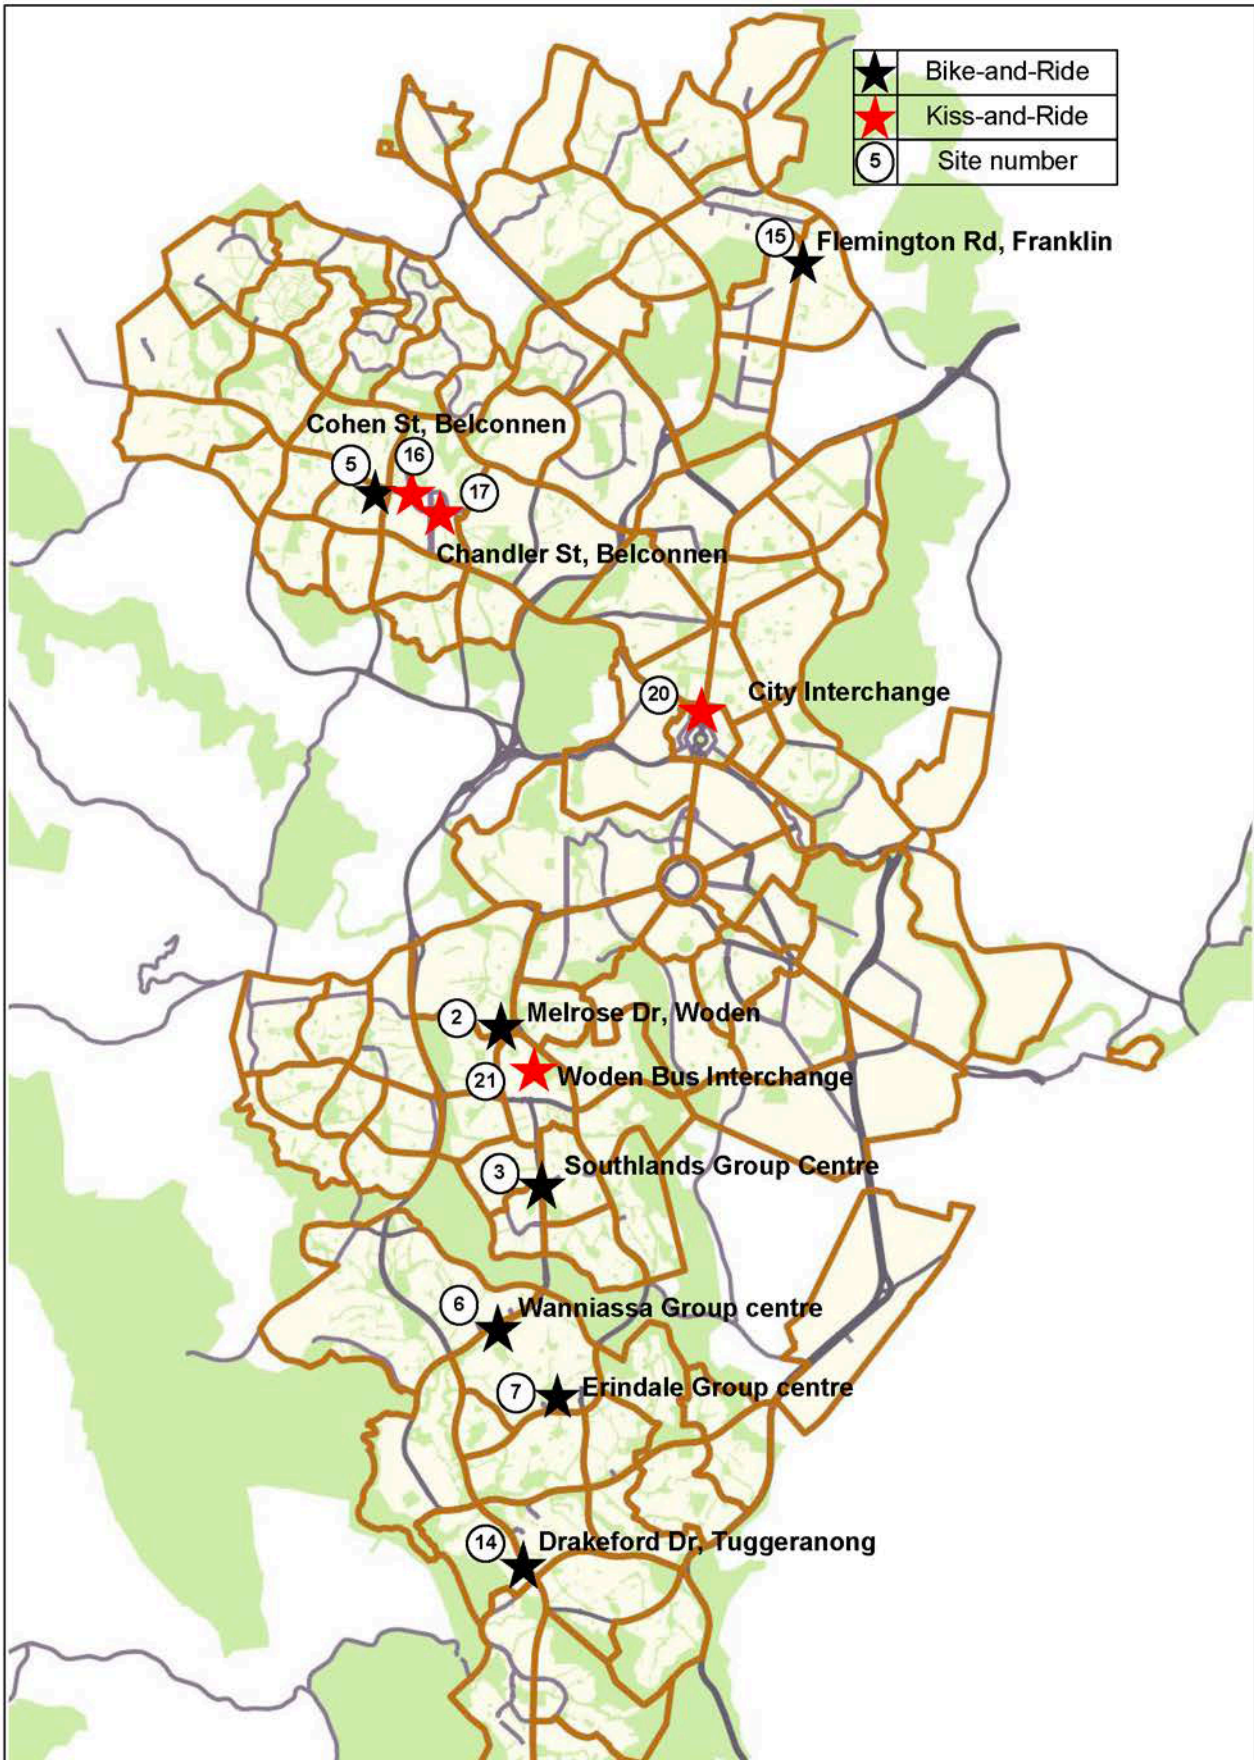 Bike-and-Ride
Kiss-and-Ride
5 Site number
15 Flemington Rd, Franklin
Cohen St, Belconnen
5 16
17
Chandler St, Belconnen
20 City Interchange
2 Melrose Dr, Woden
21 Woden Bus Interchange
3 Southlands Group Centre
6 Wanniassa Group centre
7 Erindale Group centre
14 Drakeford Dr, Tuggeranong